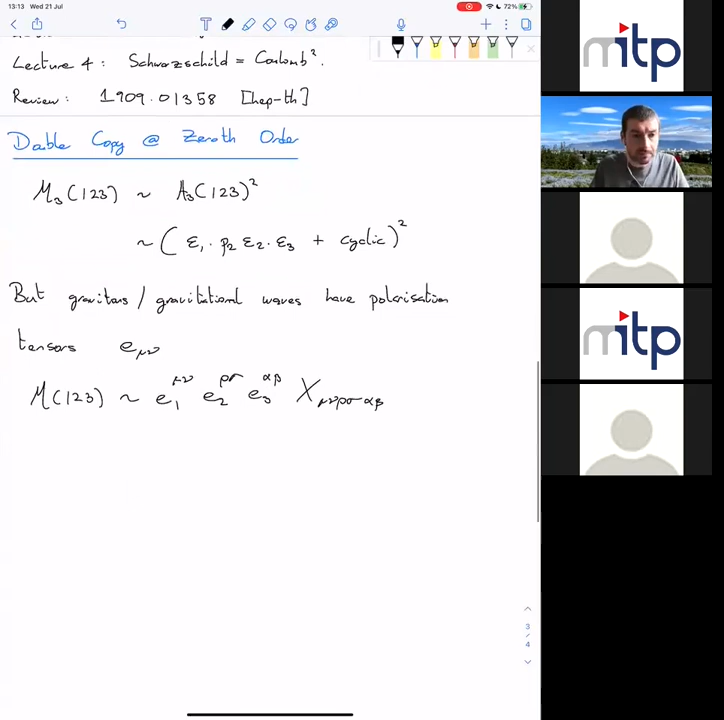 13:13 Wed 21 Jul
72%
Lecture 4 : Schwarzschild = Coulomb².
Review : 1909.01358 [hep-th]
Double Copy @ Zeroth Order
M₃(123) ~ A₃(123)²
~ ( ε₁ · p₂ ε₂ · ε₃ + cyclic )²
But gravitons / gravitational waves have polarisation
tensors e_μν
M(123) ~ e₁^μν e₂^ρσ e₃^αβ X_μνρσαβ
3
/
4
mitp
mitp